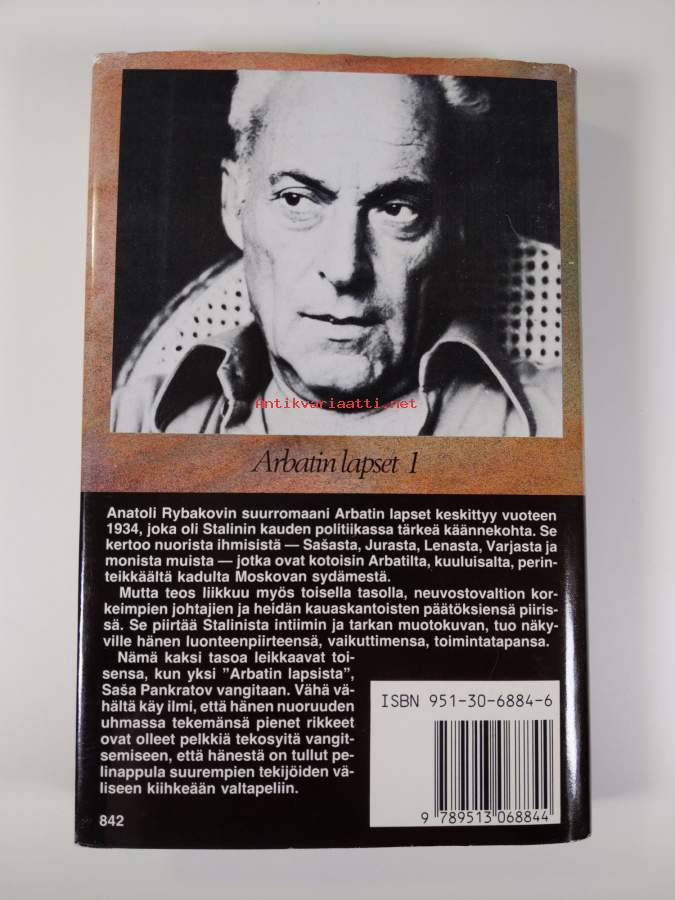 Antikvariaatti.net
Arbatin lapset 1
Anatoli Rybakovin suurromaani Arbatin lapset keskittyy vuoteen
1934, joka oli Stalinin kauden politiikassa tärkeä käännekohta. Se
kertoo nuorista ihmisistä — Sašasta, Jurasta, Lenasta, Varjasta ja
monista muista — jotka ovat kotoisin Arbatilta, kuuluisalta, perin-
teikkäältä kadulta Moskovan sydämestä.
Mutta teos liikkuu myös toisella tasolla, neuvostovaltion kor-
keimpien johtajien ja heidän kauaskantoisten päätöksiensä piiris-
sä. Se piirtää Stalinista intiimin ja tarkan muotokuvan, tuo näky-
ville hänen luonteenpiirteensä, vaikuttimensa, toimintatapansa.
Nämä kaksi tasoa leikkaavat toi-
sensa, kun yksi ”Arbatin lapsista”,
Saša Pankratov vangitaan. Vähä vä-
hältä käy ilmi, että hänen nuoruuden
uhmassa tekemänsä pienet rikkeet
ovat olleet pelkkiä tekosyitä vangit-
semiseen, että hänestä on tullut pe-
linappula suurempien tekijöiden vä-
liseen kiihkeään valtapeliin.
842
ISBN 951-30-6884-6
9 789513 068844